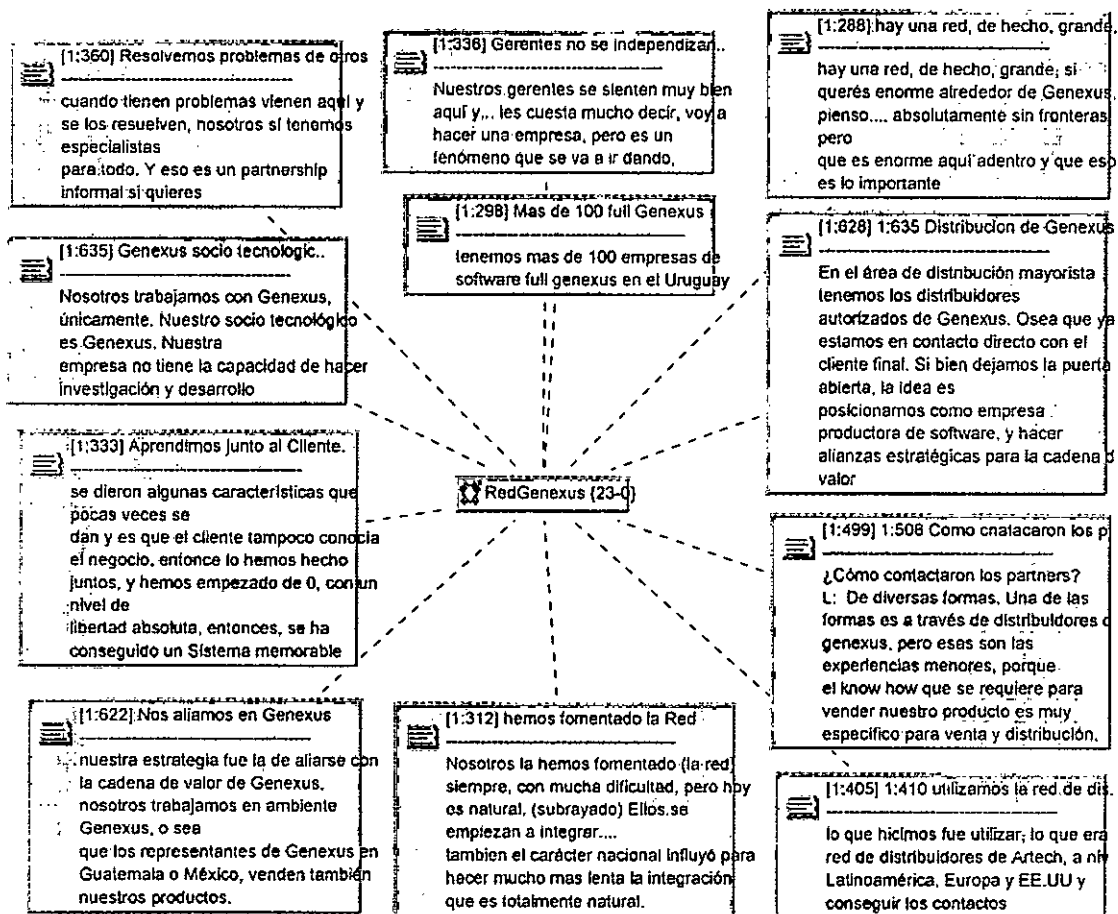 [1:360] Resolvemos problemas de otros
cuando tienen problemas vienen aquí y
se los resuelven, nosotros sí tenemos
especialistas
para todo. Y eso es un partnership
informal si quieres
[1:336] Gerentes no se independizan..
Nuestros gerentes se sienten muy bien
aquí y... les cuesta mucho decir, voy a
hacer una empresa, pero es un
fenómeno que se va a ir dando,
[1:288] hay una red, de hecho, grande,
hay una red, de hecho, grande; si
querés enorme alrededor de Genexus,
pienso.... absolutamente sin fronteras
pero
que es enorme aquí adentro y que eso
es lo importante
[1:298] Mas de 100 full Genexus
tenemos mas de 100 empresas de
software full genexus en el Uruguay
[1:635] Genexus socio tecnologic..
Nosotros trabajamos con Genexus,
únicamente. Nuestro socio tecnológico
es Genexus. Nuestra
empresa no tiene la capacidad de hacer
investigación y desarrollo
[1:628] 1:635 Distribucion de Genexus
En el área de distribución mayorista
tenemos los distribuidores
autorizados de Genexus. Osea que ya
estamos en contacto directo con el
cliente final. Si bien dejamos la puerta
abierta, la idea es
posicionarnos como empresa
productora de software, y hacer
alianzas estratégicas para la cadena d
valor
[1:333] Aprendimos junto al Cliente.
se dieron algunas características que
pocas veces se
dan y es que el cliente tampoco conocía
el negocio, entonce lo hemos hecho
juntos, y hemos empezado de 0, con un
nivel de
libertad absoluta, entonces, se ha
conseguido un Sistema memorable
RedGenexus {23-0}
[1:499] 1:508 Como cnatacaron los p
¿Cómo contactaron los partners?
L: De diversas formas. Una de las
formas es a través de distribuidores d
genexus, pero esas son las
experiencias menores, porque
el know how que se requiere para
vender nuestro producto es muy
específico para venta y distribución.
[1:622] Nos aliamos en Genexus
nuestra estrategia fue la de aliarse con
la cadena de valor de Genexus.
nosotros trabajamos en ambiente
Genexus, o sea
que los representantes de Genexus en
Guatemala o México, venden también
nuestros productos.
[1:312] hemos fomentado la Red
Nosotros la hemos fomentado (la red)
siempre, con mucha dificultad, pero hoy
es natural, (subrayado) Ellos se
empiezan a integrar....
tambien el carácter nacional influyó para
hacer mucho mas lenta la integración
que es totalmente natural.
[1:405] 1:410 utilizamos la red de dis.
lo que hicimos fue utilizar, lo que era
red de distribuidores de Artech, a niv
Latinoamérica, Europa y EE.UU y
conseguir los contactos